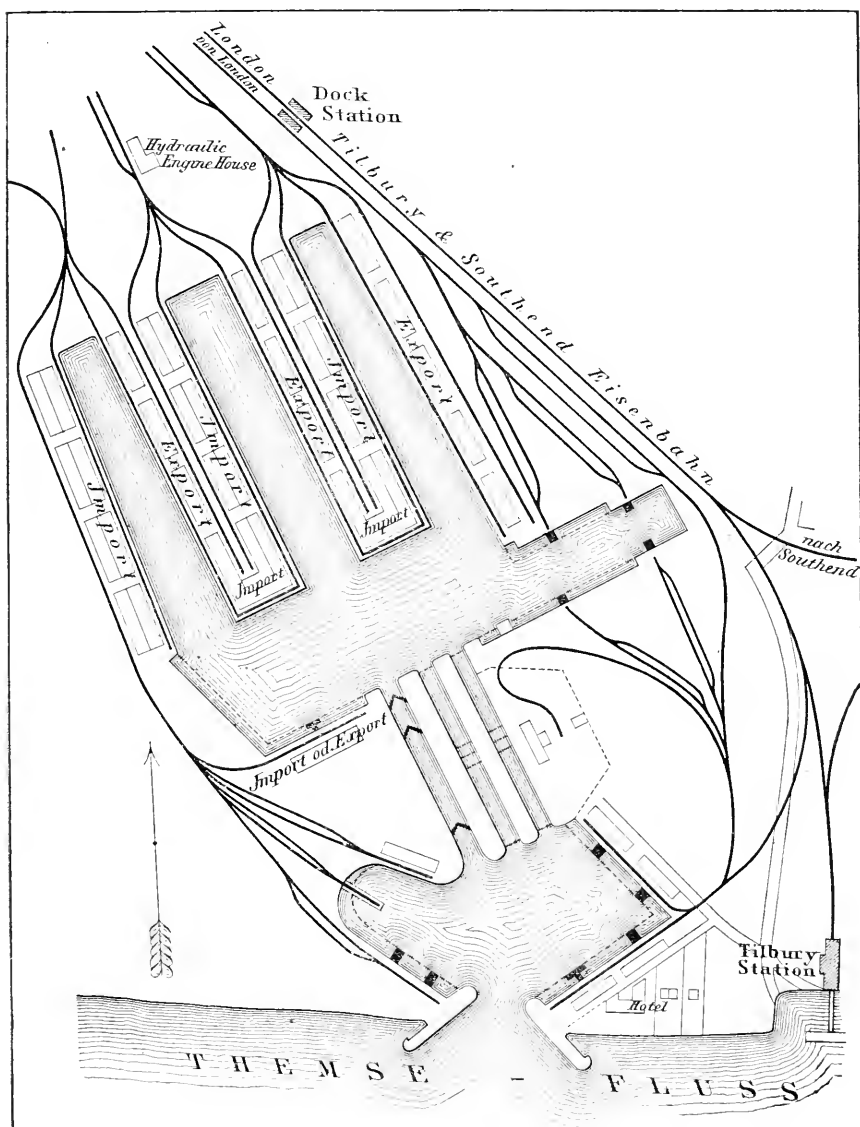 London
von London
Dock
Station
Tilbury & Southend Eisenbahn
Hydraulic
Engine House
Export
Import
Export
Import
Export
Import
Import
Import
nach
Southend
Import od. Export
Tilbury
Station
Hotel
THEMSE - FLUSS